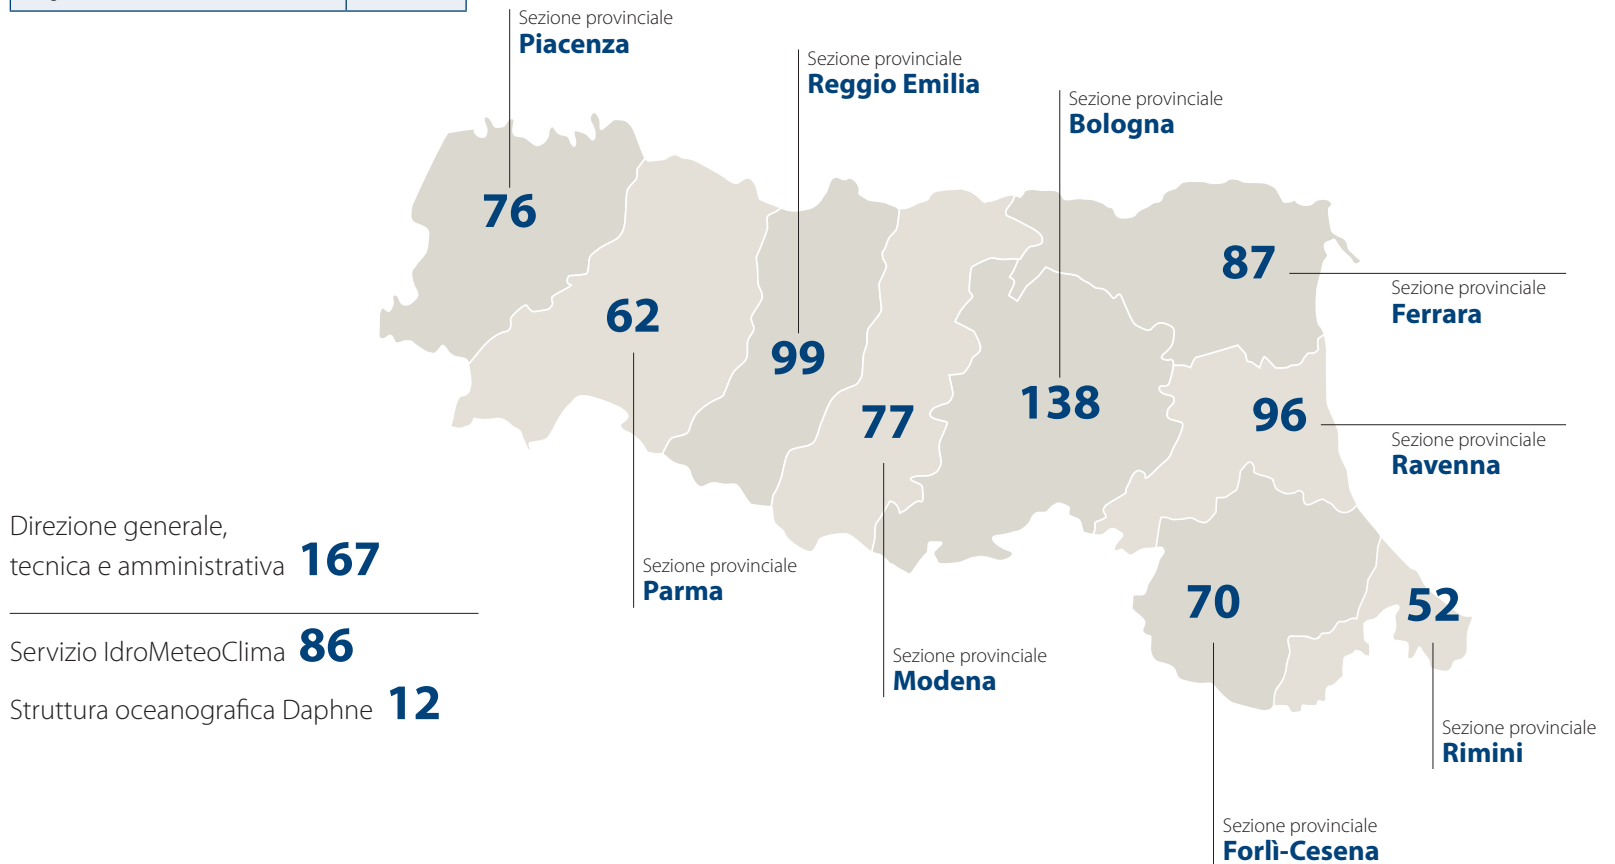 Sezione provinciale
Piacenza
Sezione provinciale
Reggio Emilia
Sezione provinciale
Bologna
76
87
Sezione provinciale
Ferrara
62
99
77
138
96
Sezione provinciale
Ravenna
Direzione generale,
tecnica e amministrativa 167
Servizio IdroMeteoClima 86
Struttura oceanografica Daphne 12
Sezione provinciale
Parma
70
52
Sezione provinciale
Modena
Sezione provinciale
Rimini
Sezione provinciale
Forlì-Cesena